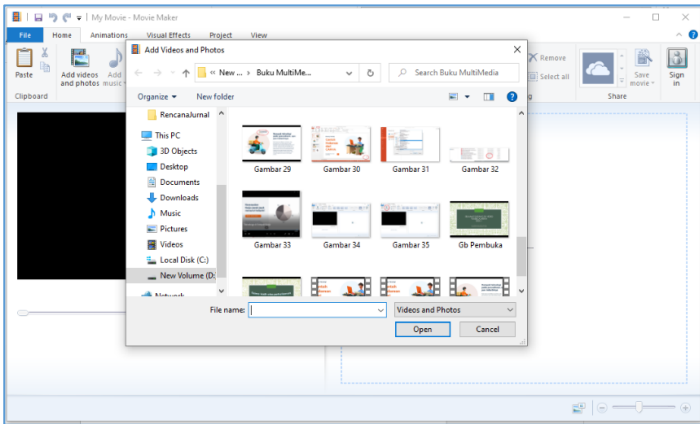 My Movie - Movie Maker
File Home Animations Visual Effects Project View
Paste
Add videos and photos
Add music
Clipboard
Remove
Select all
Share
Save movie
Sign in
Add Videos and Photos
« New ... > Buku MultiMe...
Search Buku MultiMedia
Organize New folder
RencanaJurnal
This PC
3D Objects
Desktop
Documents
Downloads
Music
Pictures
Videos
Local Disk (C:)
New Volume (D:
Network
Gambar 29 Gambar 30 Gambar 31 Gambar 32
Gambar 33 Gambar 34 Gambar 35 Gb Pembuka
File name:
Videos and Photos
Open Cancel